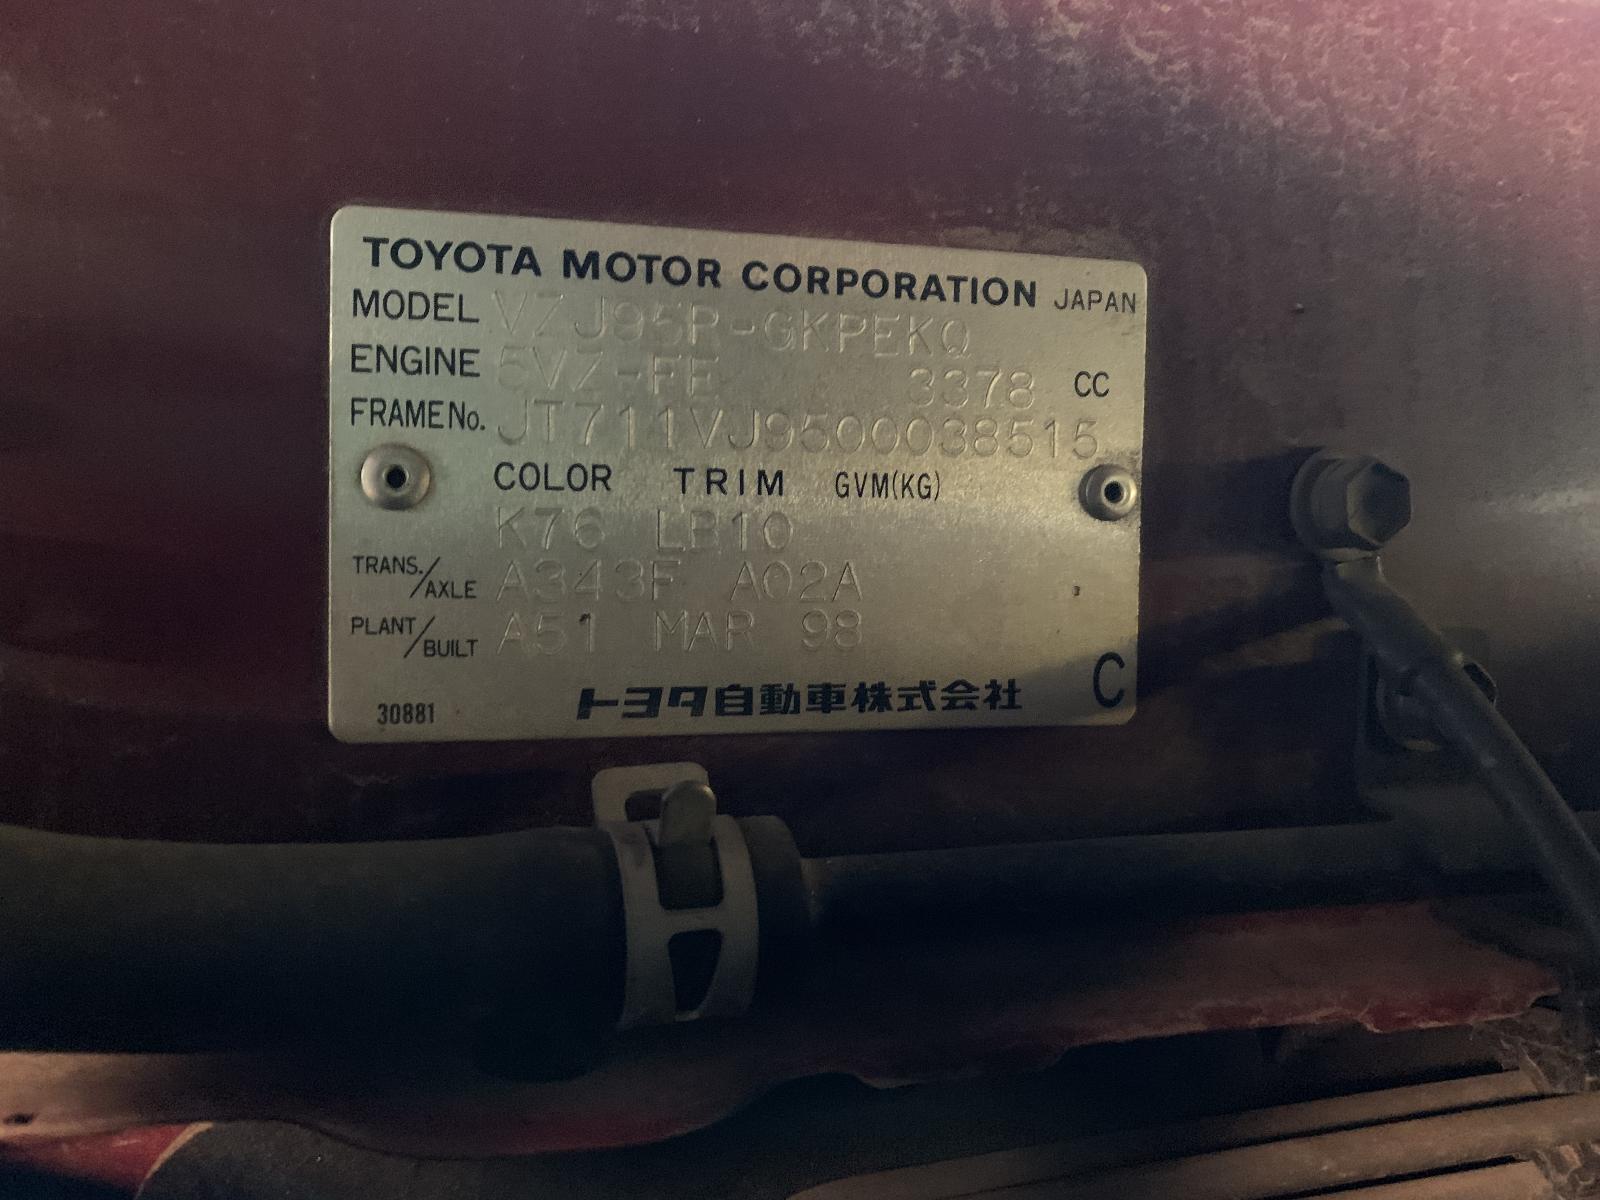 TOYOTA MOTOR CORPORATION JAPAN
MODEL VZJ95R-GKPEKQ
ENGINE 5VZ-FE 3378 CC
FRAME No. JT711VJ9500038515
COLOR TRIM GVM(KG)
K76 LB10
TRANS./AXLE A343F A02A
PLANT/BUILT A51 MAR 98
30881 トヨタ自動車株式会社 C